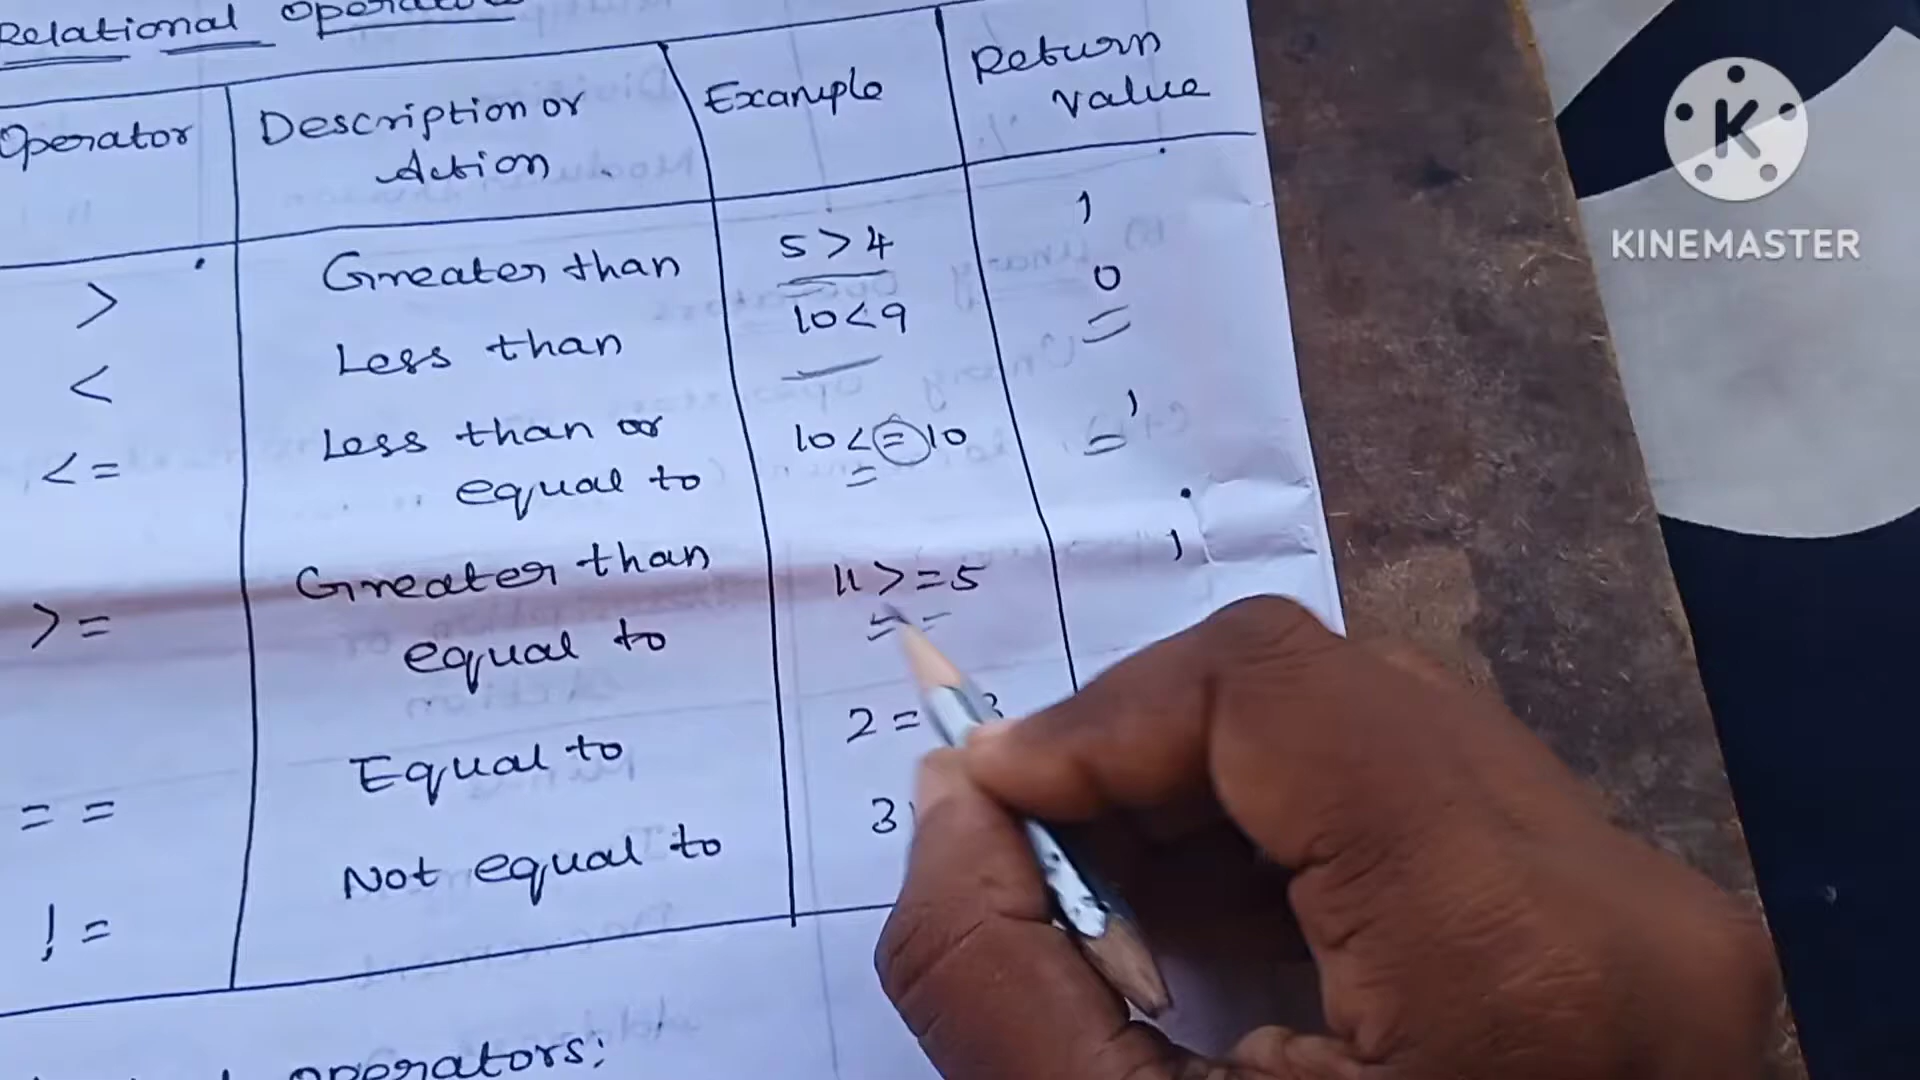 Relational
Operator
Description or
Action
Example
Return
Value
>
Greater than
5 > 4
1
<
Less than
10 < 9
0
<=
Less than or
equal to
10 <= 10
1
>=
Greater than
equal to
11 >= 5
1
==
Equal to
2 =
3
!=
Not equal to
3
operators:
KINEMASTER